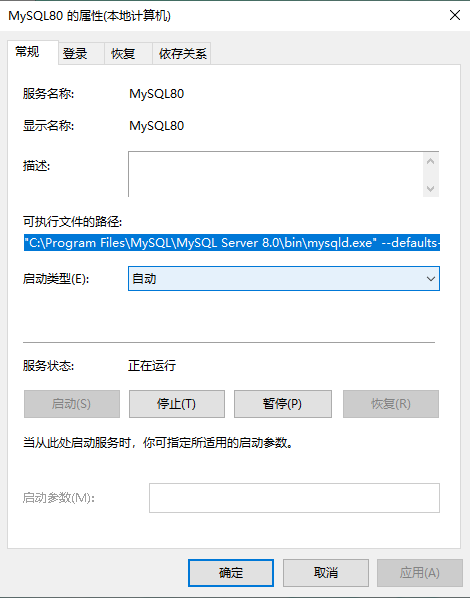 MySQL80 的属性(本地计算机)
常规 登录 恢复 依存关系
服务名称: MySQL80
显示名称: MySQL80
描述:
可执行文件的路径:
"C:\Program Files\MySQL\MySQL Server 8.0\bin\mysqld.exe" --defaults-
启动类型(E): 自动
服务状态: 正在运行
启动(S) 停止(T) 暂停(P) 恢复(R)
当从此处启动服务时，你可指定所适用的启动参数。
启动参数(M):
确定 取消 应用(A)